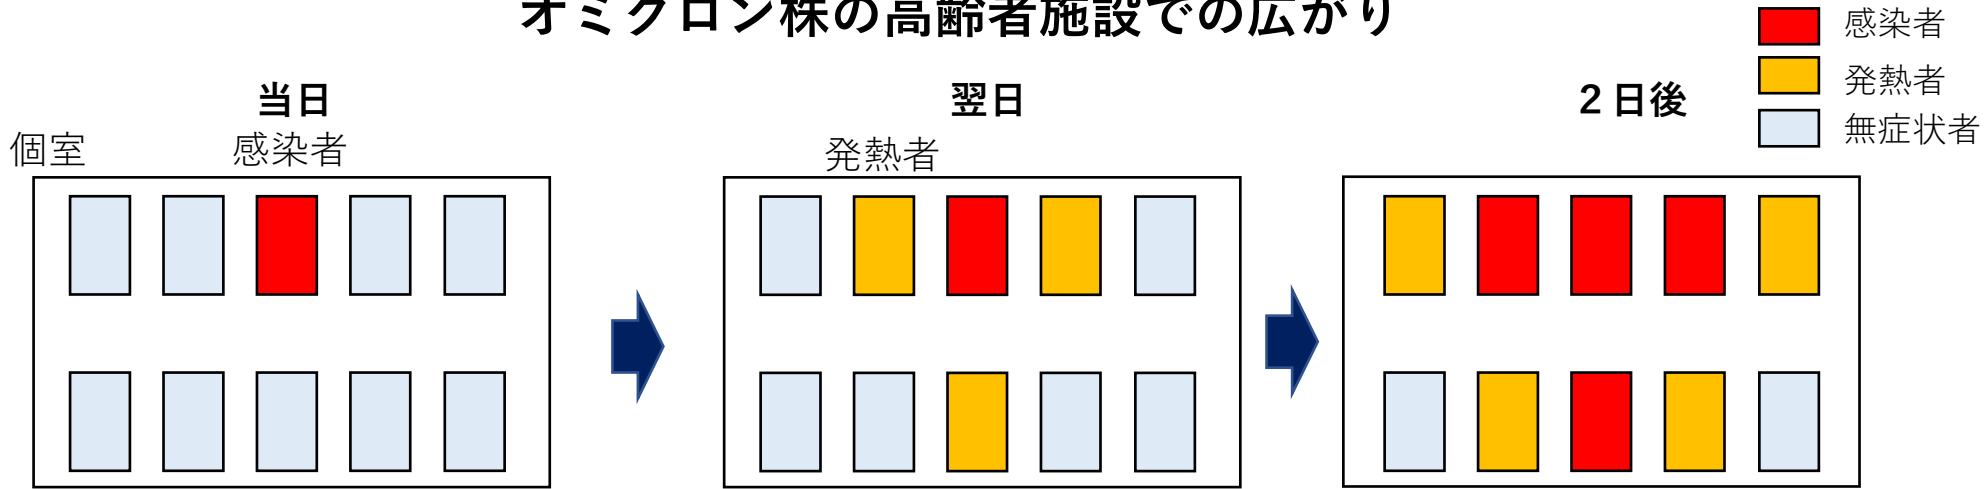 オミクロン株の高齢者施設での広がり
感染者
発熱者
無症状者
当日
翌日
２日後
個室
感染者
発熱者